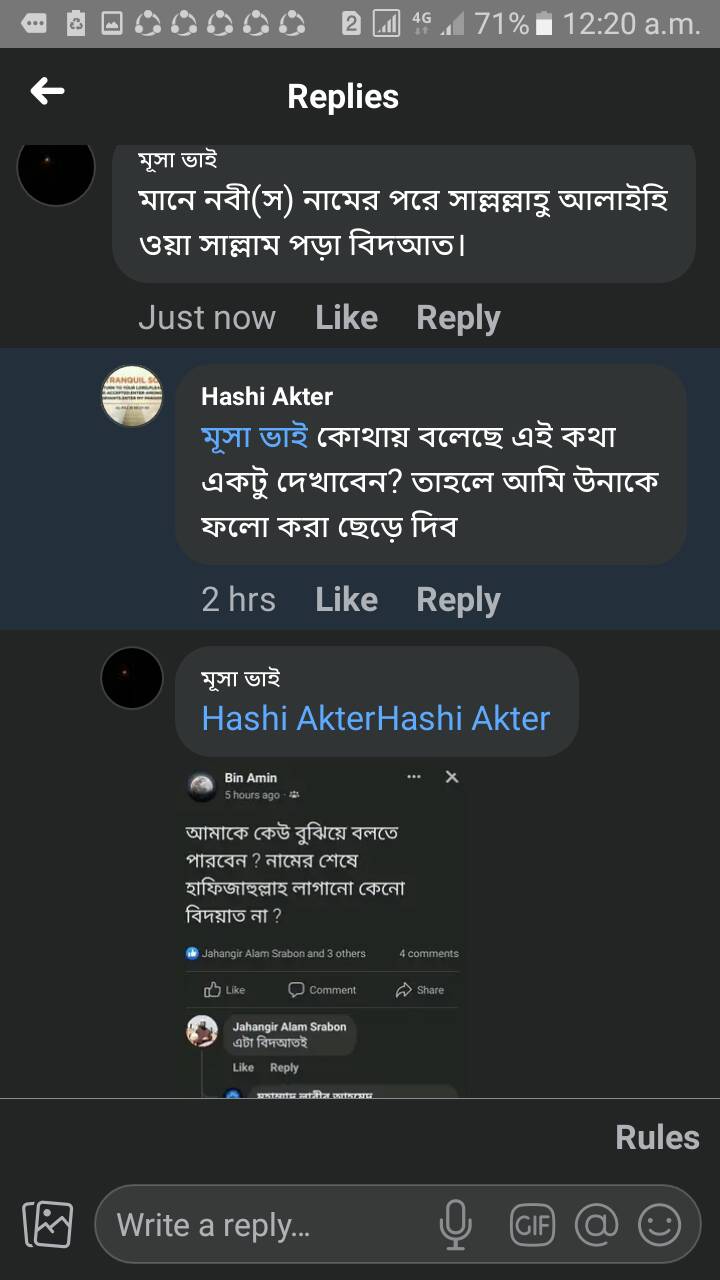 2 4G 71% 12:20 a.m.
Replies
মূসা ভাই
মানে নবী(স) নামের পরে সাল্লল্লাহু আলাইহি
ওয়া সাল্লাম পড়া বিদআত।
Just now Like Reply
TRANQUIL SO
Hashi Akter
মূসা ভাই কোথায় বলেছে এই কথা
একটু দেখাবেন? তাহলে আমি উনাকে
ফলো করা ছেড়ে দিব
2 hrs Like Reply
মূসা ভাই
Hashi AkterHashi Akter
Bin Amin
5 hours ago
আমাকে কেউ বুঝিয়ে বলতে
পারবেন ? নামের শেষে
হাফিজাহুল্লাহ লাগানো কেনো
বিদয়াত না ?
Jahangir Alam Srabon and 3 others 4 comments
Like Comment Share
Jahangir Alam Srabon
এটা বিদআতই
Like Reply
Rules
Write a reply... GIF @